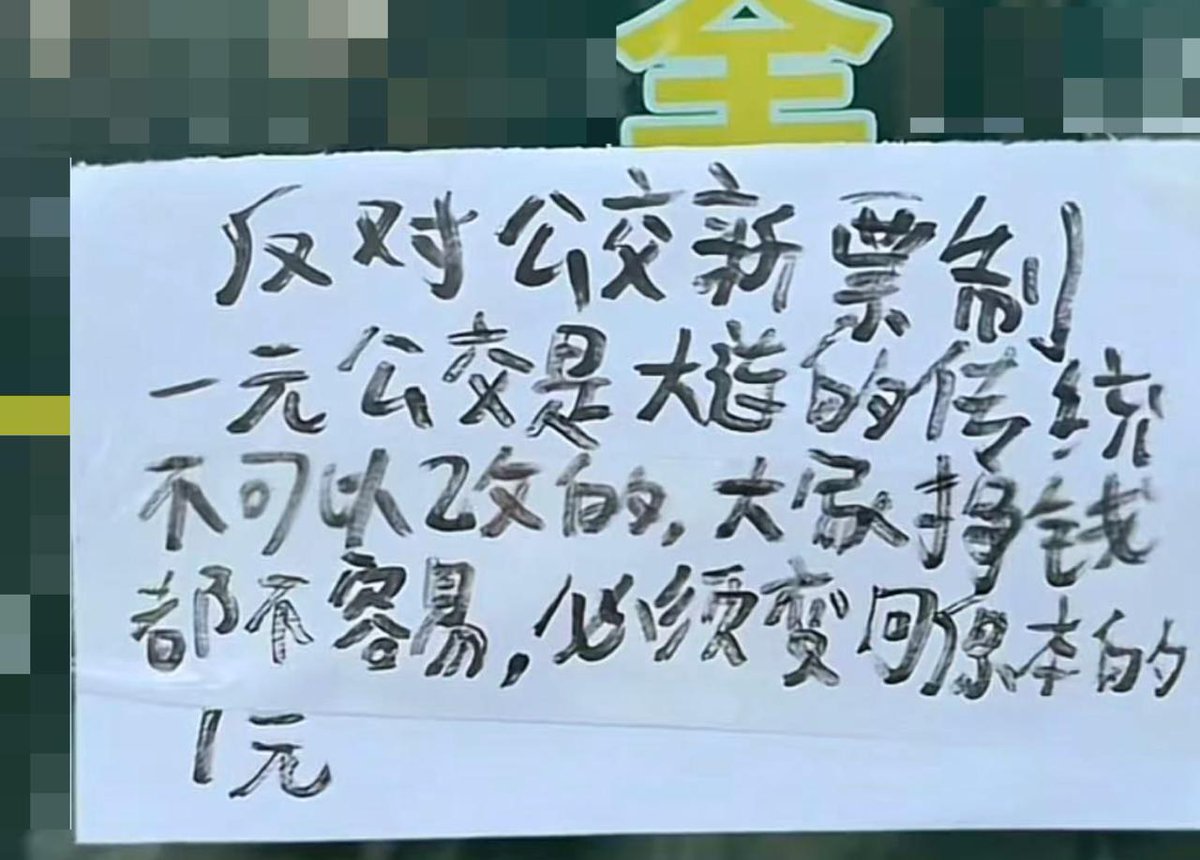 全
反对公交新票制
一元公交是大道的传统
不可以改的,大家挣钱
都不容易,必须变回原本的
1元